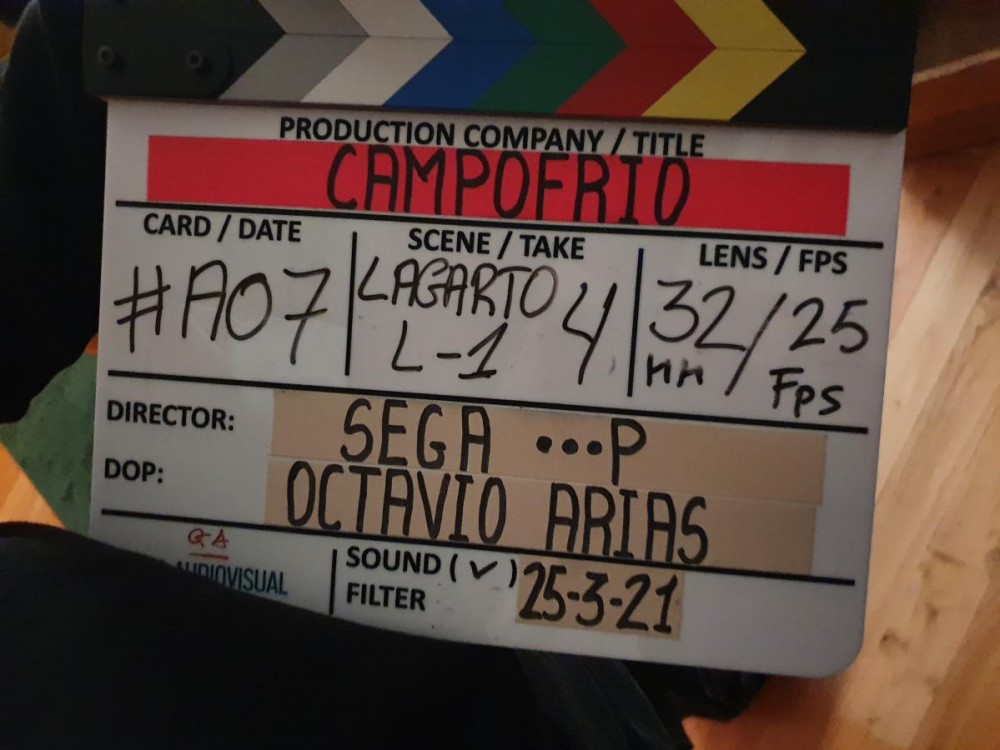 PRODUCTION COMPANY / TITLE
CAMPOFRIO
CARD / DATE
#A07
SCENE / TAKE
LAGARTO
L-1 4
LENS / FPS
32 / 25
mm Fps
DIRECTOR: SEGA •••P
DOP: OCTAVIO ARIAS
AUDIOVISUAL
SOUND (✓)
FILTER
25-3-21